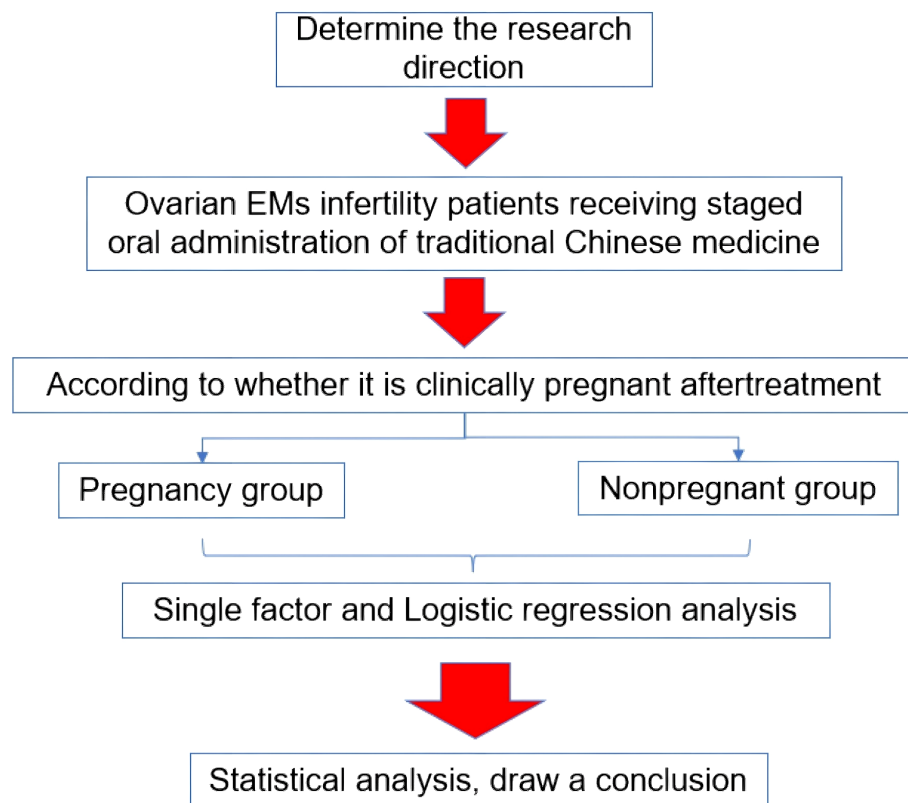 Determine the research
direction
Ovarian EMs infertility patients receiving staged
oral administration of traditional Chinese medicine
According to whether it is clinically pregnant aftertreatment
Pregnancy group
Nonpregnant group
Single factor and Logistic regression analysis
Statistical analysis, draw a conclusion